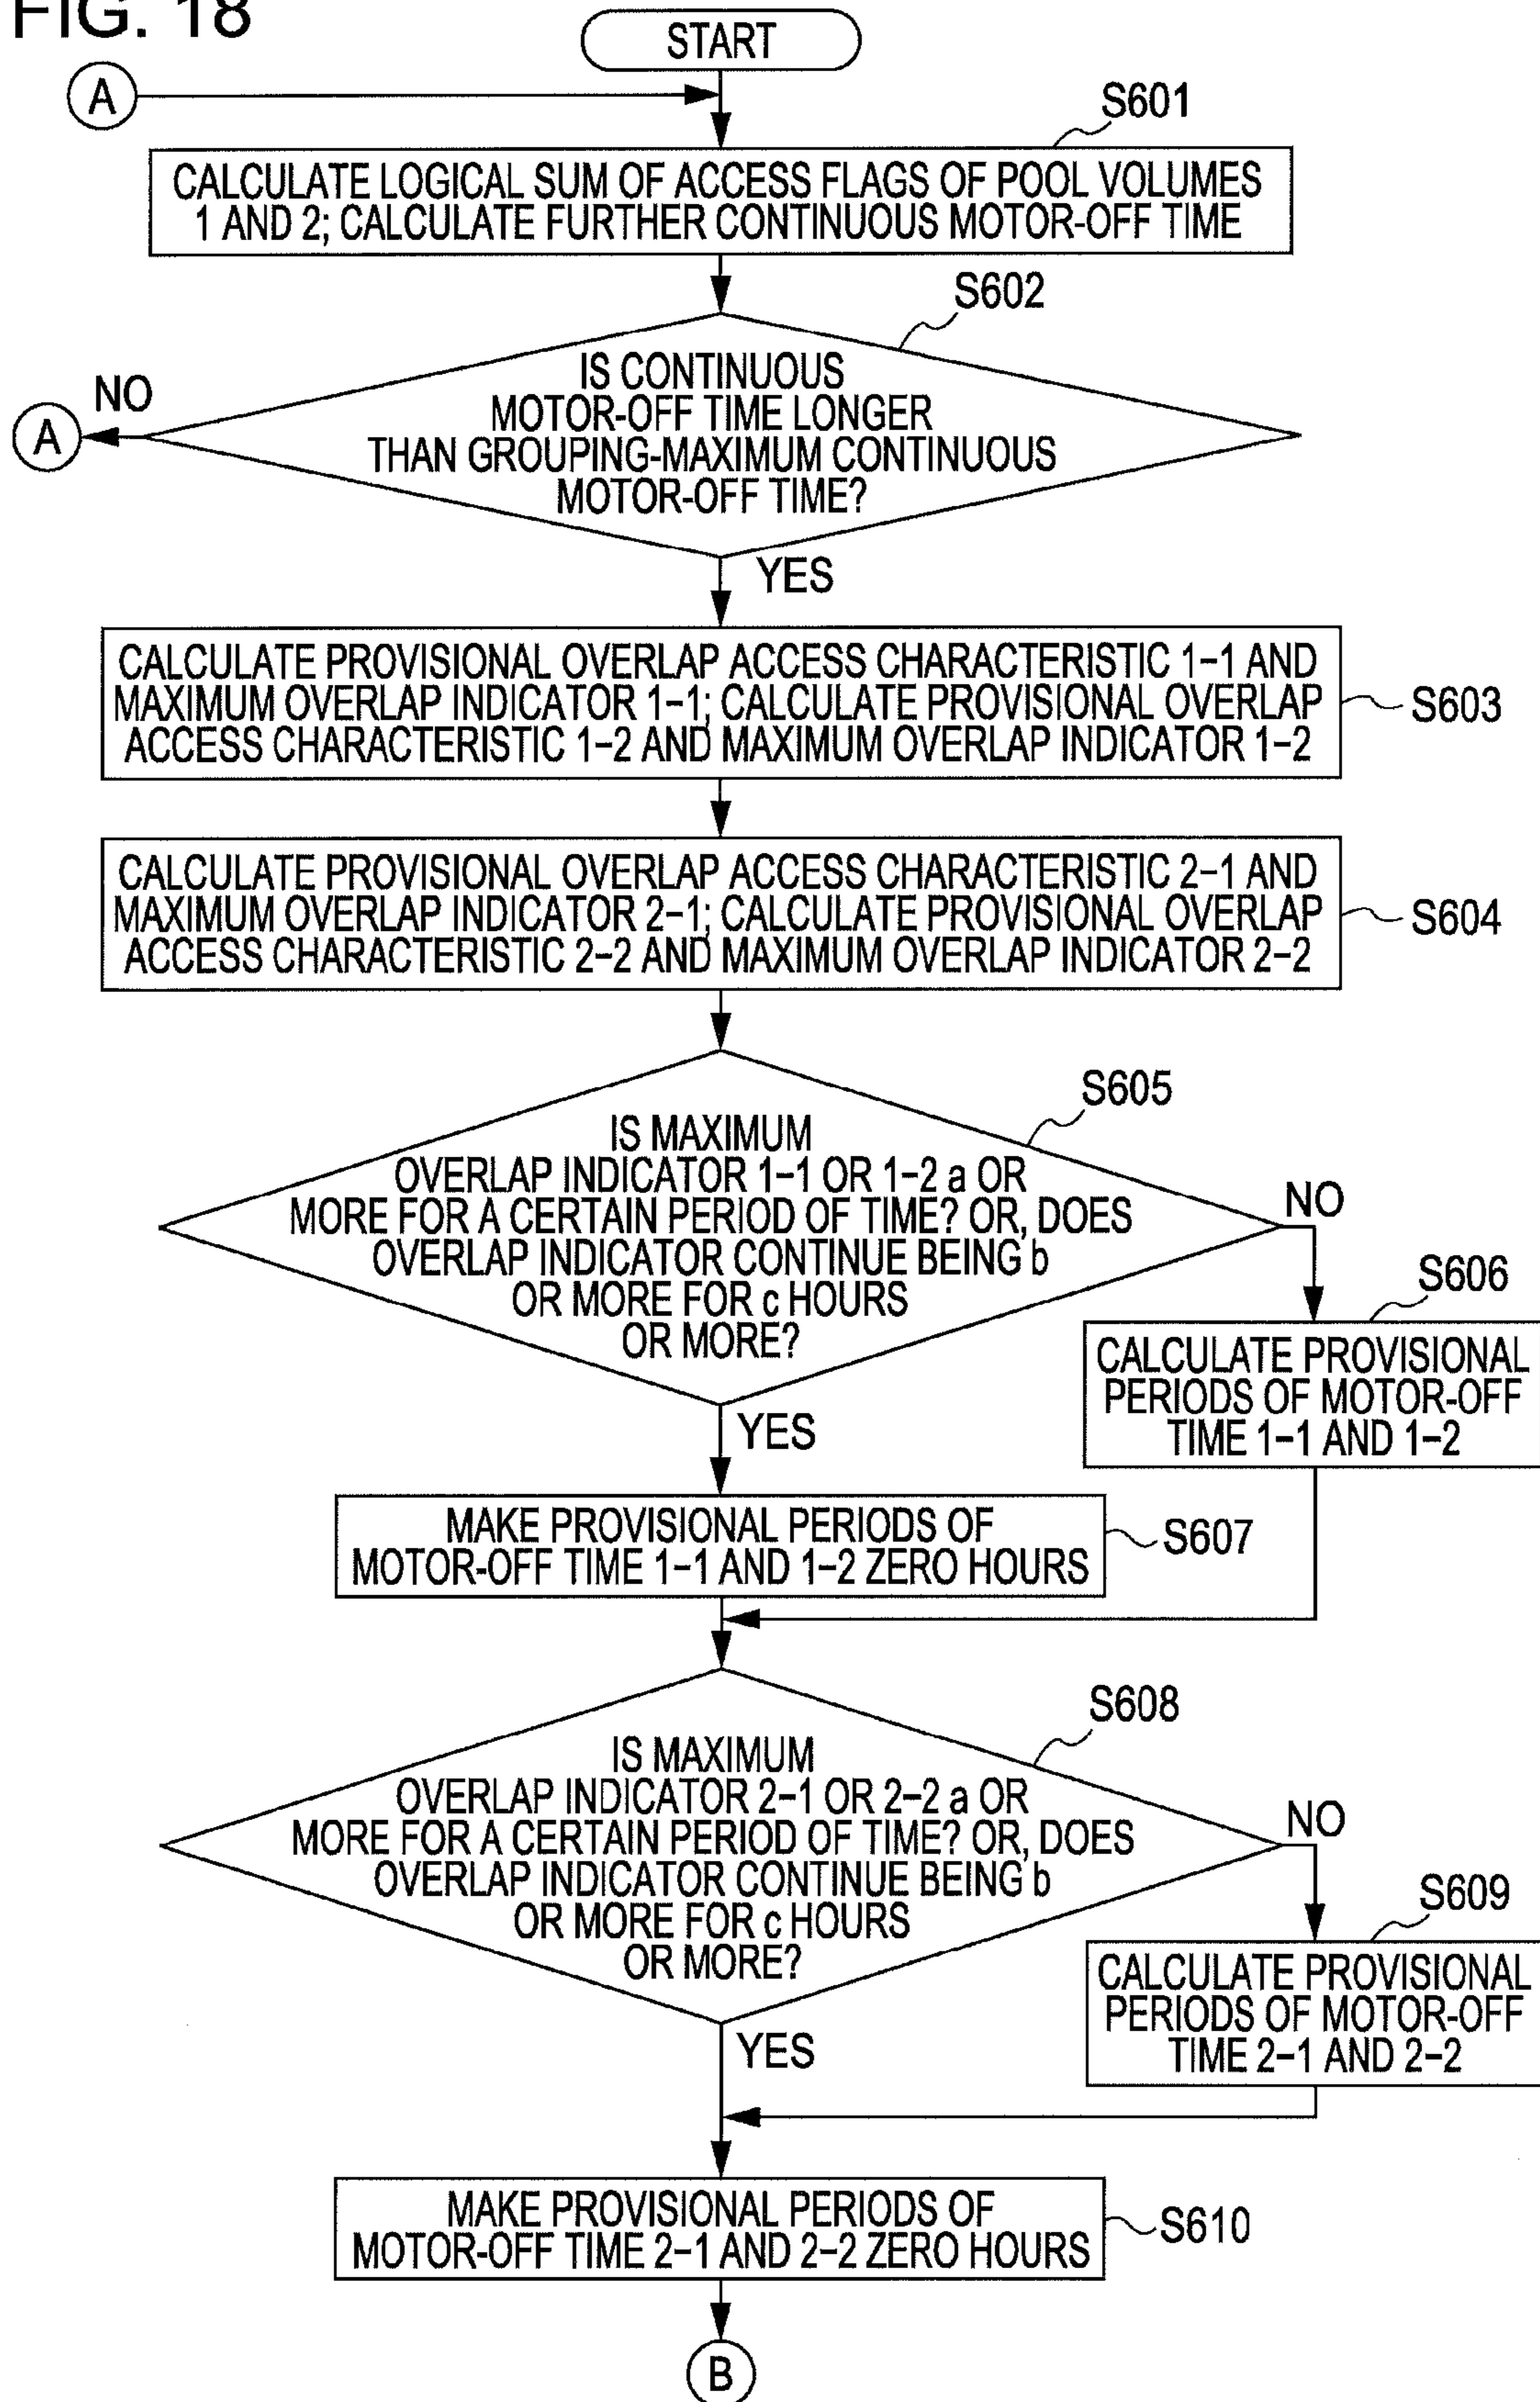 FIG. 18
START
A
S601
CALCULATE LOGICAL SUM OF ACCESS FLAGS OF POOL VOLUMES
1 AND 2; CALCULATE FURTHER CONTINUOUS MOTOR-OFF TIME
S602
IS CONTINUOUS
MOTOR-OFF TIME LONGER
THAN GROUPING-MAXIMUM CONTINUOUS
MOTOR-OFF TIME?
NO
A
YES
CALCULATE PROVISIONAL OVERLAP ACCESS CHARACTERISTIC 1-1 AND
MAXIMUM OVERLAP INDICATOR 1-1; CALCULATE PROVISIONAL OVERLAP
ACCESS CHARACTERISTIC 1-2 AND MAXIMUM OVERLAP INDICATOR 1-2
S603
CALCULATE PROVISIONAL OVERLAP ACCESS CHARACTERISTIC 2-1 AND
MAXIMUM OVERLAP INDICATOR 2-1; CALCULATE PROVISIONAL OVERLAP
ACCESS CHARACTERISTIC 2-2 AND MAXIMUM OVERLAP INDICATOR 2-2
S604
S605
IS MAXIMUM
OVERLAP INDICATOR 1-1 OR 1-2 a OR
MORE FOR A CERTAIN PERIOD OF TIME? OR, DOES
OVERLAP INDICATOR CONTINUE BEING b
OR MORE FOR c HOURS
OR MORE?
NO
S606
CALCULATE PROVISIONAL
PERIODS OF MOTOR-OFF
TIME 1-1 AND 1-2
YES
MAKE PROVISIONAL PERIODS OF
MOTOR-OFF TIME 1-1 AND 1-2 ZERO HOURS
S607
S608
IS MAXIMUM
OVERLAP INDICATOR 2-1 OR 2-2 a OR
MORE FOR A CERTAIN PERIOD OF TIME? OR, DOES
OVERLAP INDICATOR CONTINUE BEING b
OR MORE FOR c HOURS
OR MORE?
NO
S609
CALCULATE PROVISIONAL
PERIODS OF MOTOR-OFF
TIME 2-1 AND 2-2
YES
MAKE PROVISIONAL PERIODS OF
MOTOR-OFF TIME 2-1 AND 2-2 ZERO HOURS
S610
B